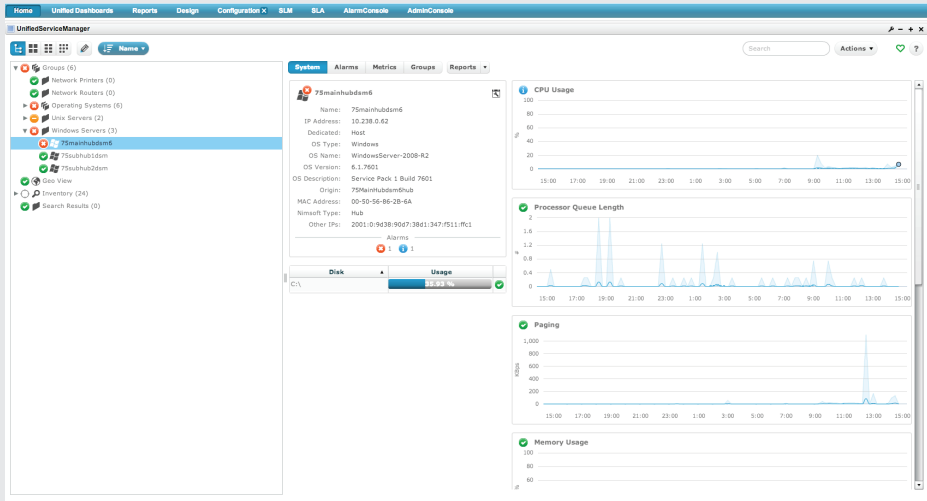 Home Unified Dashboards Reports Design Configuration SLM SLA AlarmConsole AdminConsole
UnifiedServiceManager
Name
Search
Actions
?
Groups (6)
Network Printers (0)
Network Routers (0)
Operating Systems (6)
Unix Servers (2)
Windows Servers (3)
75mainhubdsm6
75subhub1dsm
75subhub2dsm
Geo View
Inventory (24)
Search Results (0)
System Alarms Metrics Groups Reports
75mainhubdsm6
Name: 75mainhubdsm6
IP Address: 10.238.0.62
Dedicated: Host
OS Type: Windows
OS Name: WindowsServer-2008-R2
OS Version: 6.1.7601
OS Description: Service Pack 1 Build 7601
Origin: 75MainHubdsm6hub
MAC Address: 00-50-56-B2-2B-6A
Nimsoft Type: Hub
Other IPs: 2001:0:9d38:90d7:38d1:347:f511:ffc1
Alarms
1 1
Disk Usage
C:\ 35.93 %
CPU Usage
100
80
60
%
40
20
0
15:00 17:00 19:00 21:00 23:00 1:00 3:00 5:00 7:00 9:00 11:00 13:00 15:00
Processor Queue Length
2
1.6
1.2
#
0.8
0.4
0
15:00 17:00 19:00 21:00 23:00 1:00 3:00 5:00 7:00 9:00 11:00 13:00 15:00
Paging
1,000
800
600
KBps
400
200
0
15:00 17:00 19:00 21:00 23:00 1:00 3:00 5:00 7:00 9:00 11:00 13:00 15:00
Memory Usage
100
80
60
%